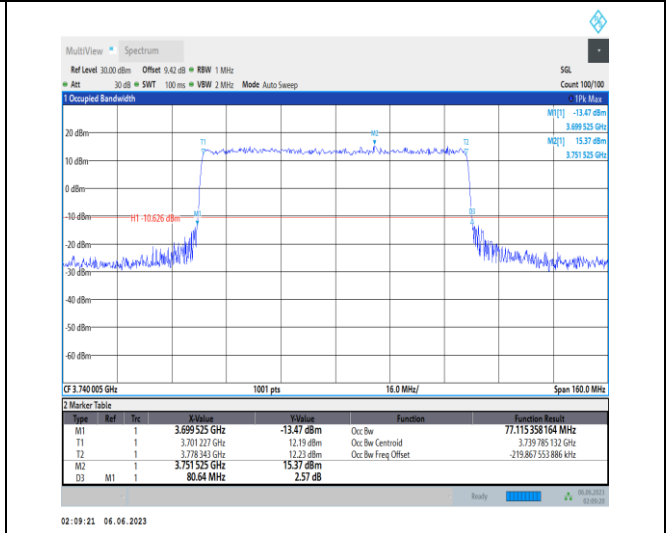 MultiView Spectrum
Ref Level 30.00 dBm Offset 9.42 dB RBW 1 MHz SGL
Att 30 dB SWT 100 ms VBW 2 MHz Mode Auto Sweep Count 100/100
1 Occupied Bandwidth 1Pk Max
M1[1] -13.47 dBm
3.699 525 GHz
M2[1] 15.37 dBm
3.751 525 GHz
20 dBm
T1 M2 T2
10 dBm
0 dBm
-10 dBm H1 -10.626 dBm M1 D3
-20 dBm
-30 dBm
-40 dBm
-50 dBm
-60 dBm
CF 3.740 005 GHz 1001 pts 16.0 MHz/ Span 160.0 MHz
2 Marker Table
Type Ref Trc X-Value Y-Value Function Function Result
M1 1 3.699 525 GHz -13.47 dBm Occ Bw 77.115 358 164 MHz
T1 1 3.701 227 GHz 12.19 dBm Occ Bw Centroid 3.739 785 132 GHz
T2 1 3.778 343 GHz 12.23 dBm Occ Bw Freq Offset -219.867 553 886 kHz
M2 1 3.751 525 GHz 15.37 dBm
D3 M1 1 80.64 MHz 2.57 dB
Ready 06.06.2023
02:09:20
02:09:21 06.06.2023